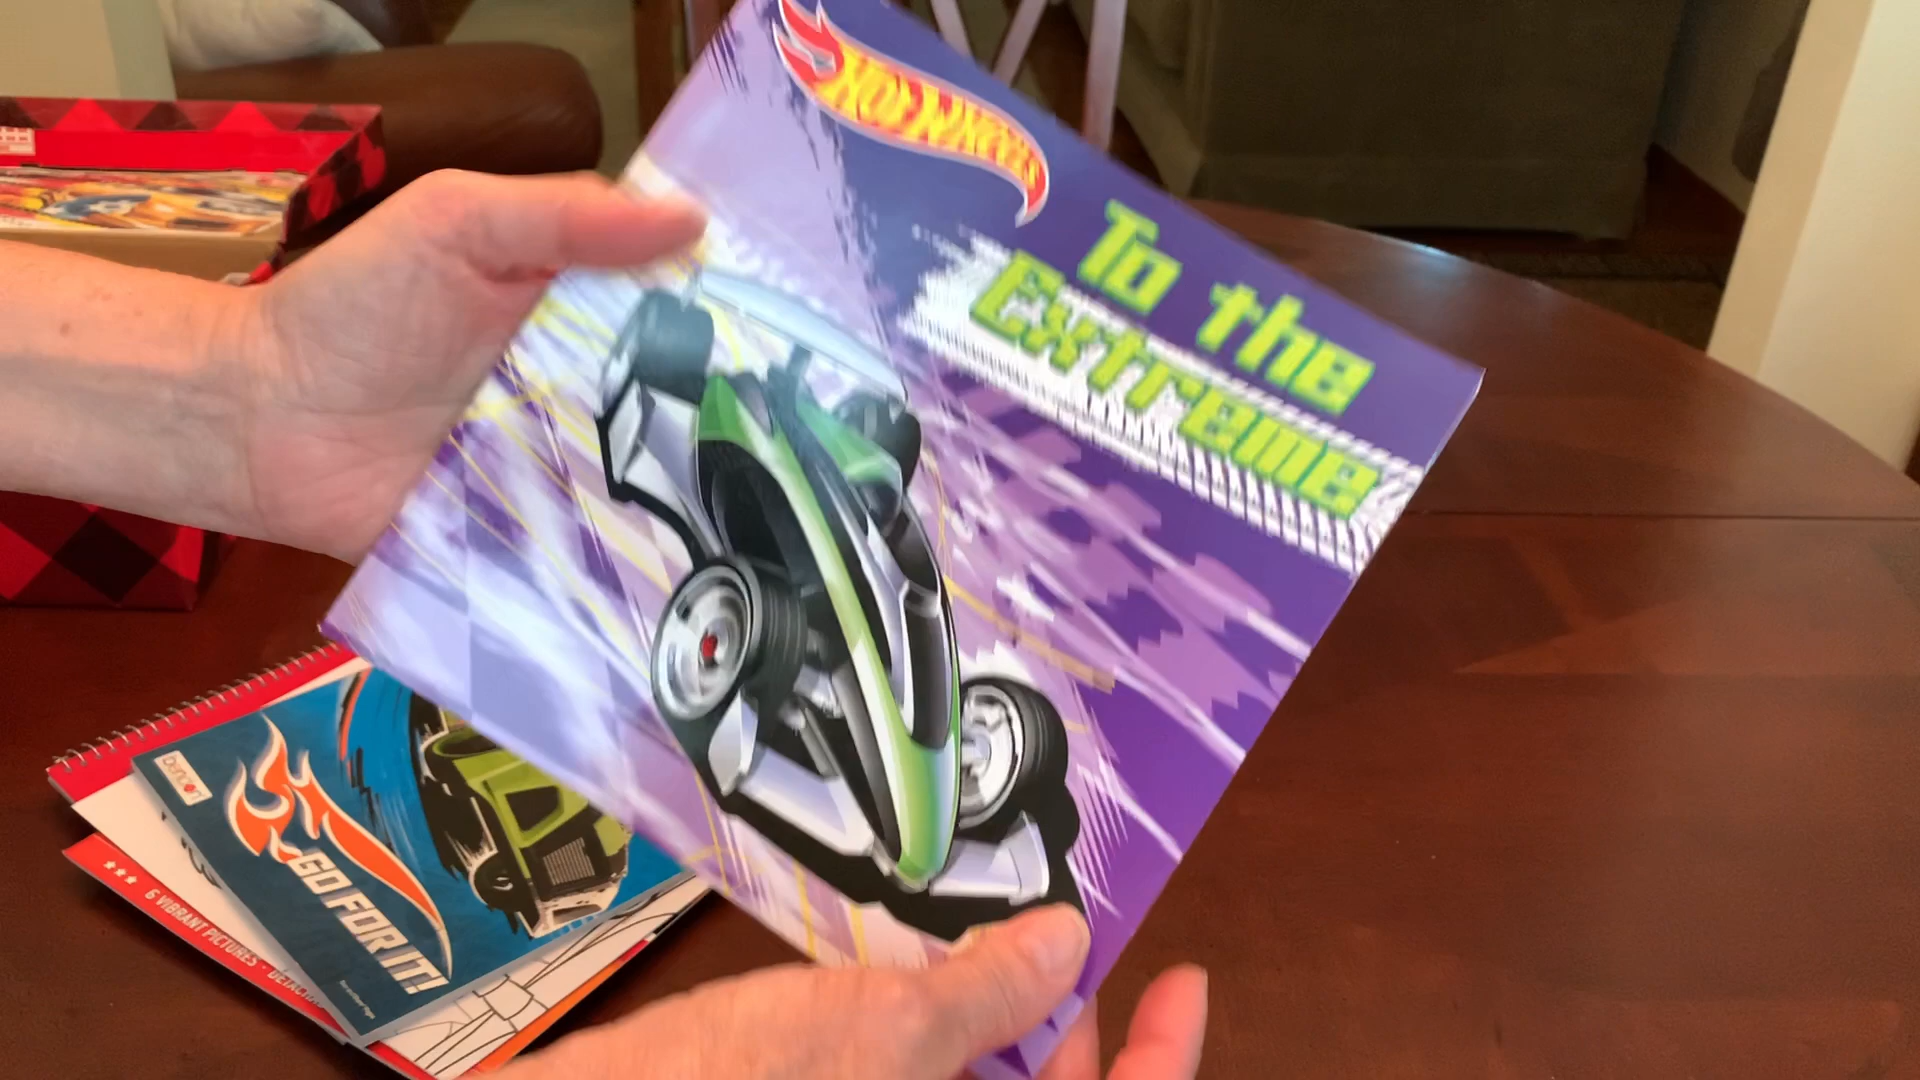 HOT WHEELS
To the
Extreme
bendon
GO FOR IT!
★★★ 6 VIBRANT PICTURES •